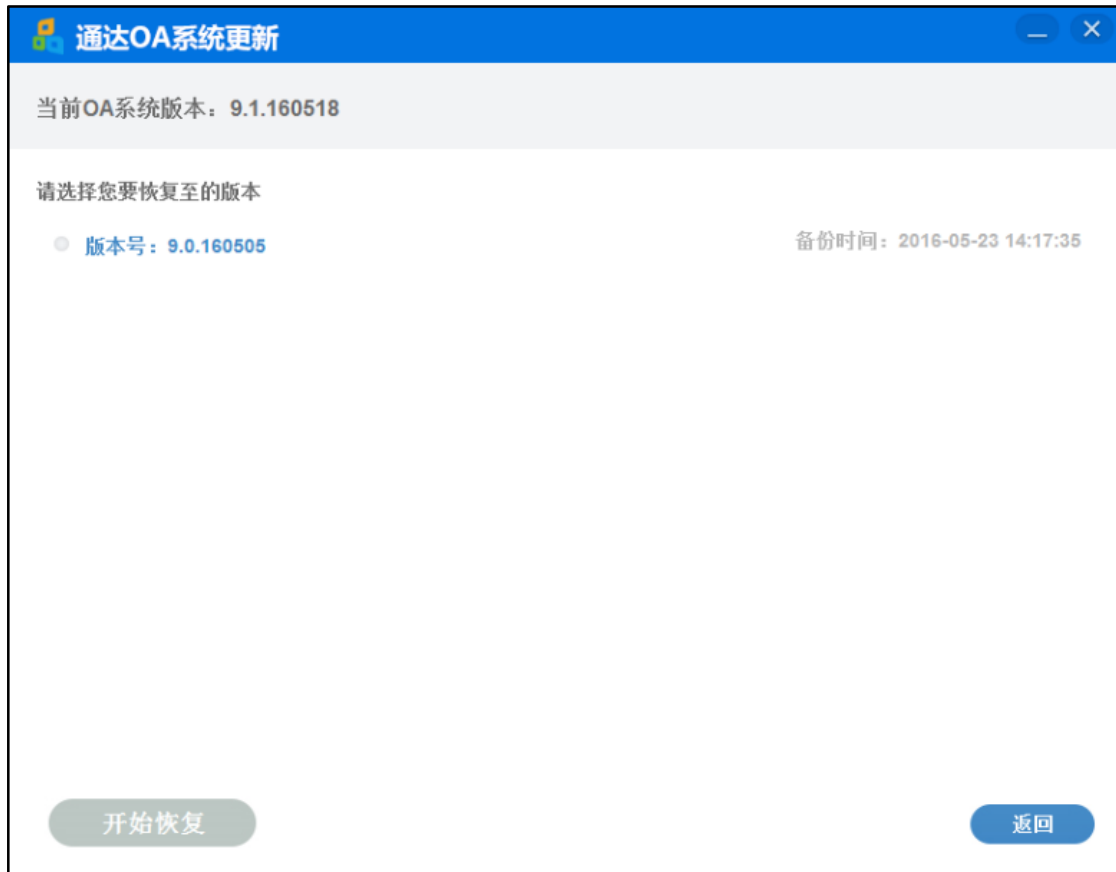 通达OA系统更新
当前OA系统版本：9.1.160518
请选择您要恢复至的版本
版本号：9.0.160505 备份时间：2016-05-23 14:17:35
开始恢复 返回